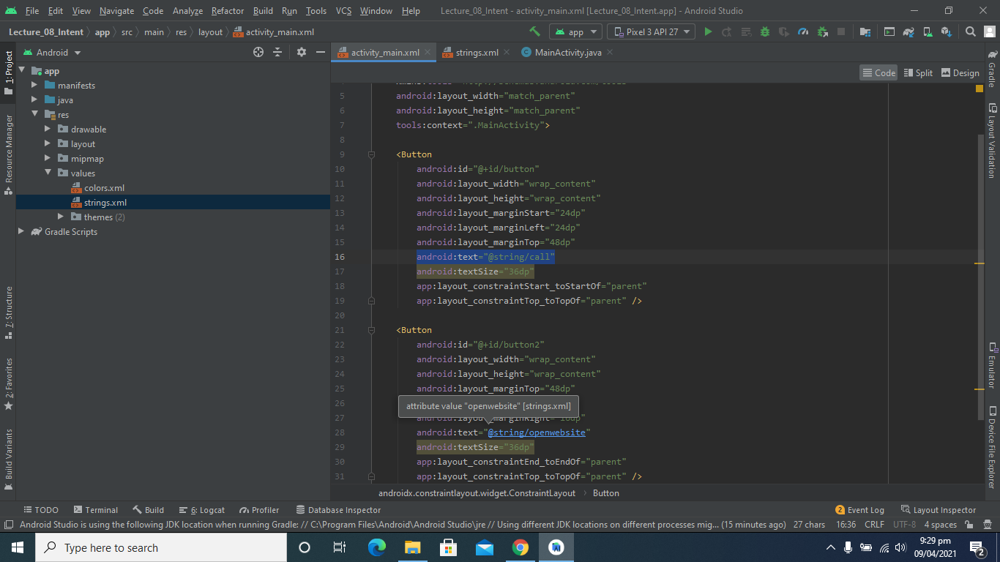 File Edit View Navigate Code Analyze Refactor Build Run Tools VCS Window Help Lecture_08_Intent - activity_main.xml [Lecture_08_Intent.app] - Android Studio
Lecture_08_Intent app src main res layout activity_main.xml app Pixel 3 API 27
Android
activity_main.xml strings.xml MainActivity.java
Code Split Design
1: Project
Resource Manager
7: Structure
2: Favorites
Build Variants
app
manifests
java
res
drawable
layout
mipmap
values
colors.xml
strings.xml
themes (2)
Gradle Scripts
5 android:layout_width="match_parent"
6 android:layout_height="match_parent"
7 tools:context=".MainActivity">
8
9 <Button
10 android:id="@+id/button"
11 android:layout_width="wrap_content"
12 android:layout_height="wrap_content"
13 android:layout_marginStart="24dp"
14 android:layout_marginLeft="24dp"
15 android:layout_marginTop="48dp"
16 android:text="@string/call"
17 android:textSize="36dp"
18 app:layout_constraintStart_toStartOf="parent"
19 app:layout_constraintTop_toTopOf="parent" />
20
21 <Button
22 android:id="@+id/button2"
23 android:layout_width="wrap_content"
24 android:layout_height="wrap_content"
25 android:layout_marginTop="48dp"
26
attribute value "openwebsite" [strings.xml]
27 android:layout_marginRight="16dp"
28 android:text="@string/openwebsite"
29 android:textSize="36dp"
30 app:layout_constraintEnd_toEndOf="parent"
31 app:layout_constraintTop_toTopOf="parent" />
Gradle
Layout Validation
Emulator
Device File Explorer
androidx.constraintlayout.widget.ConstraintLayout Button
TODO Terminal Build 6: Logcat Profiler Database Inspector 2 Event Log Layout Inspector
Android Studio is using the following JDK location when running Gradle: // C:\Program Files\Android\Android Studio\jre // Using different JDK locations on different processes mig... (15 minutes ago) 27 chars 16:36 CRLF UTF-8 4 spaces
Type here to search
9:29 pm
09/04/2021
2